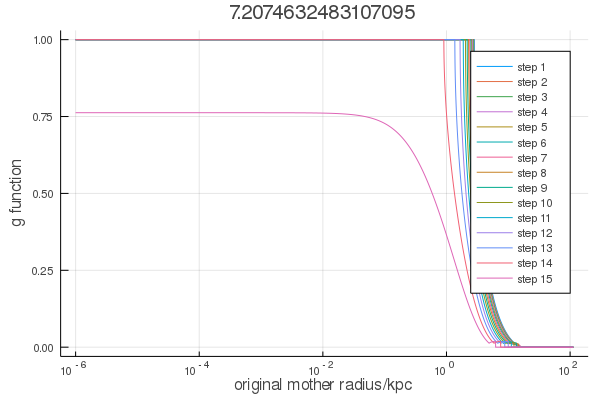 7.2074632483107095
g function
1.00
0.75
0.50
0.25
0.00
step 1
step 2
step 3
step 4
step 5
step 6
step 7
step 8
step 9
step 10
step 11
step 12
step 13
step 14
step 15
10^-6 10^-4 10^-2 10^0 10^2
original mother radius/kpc